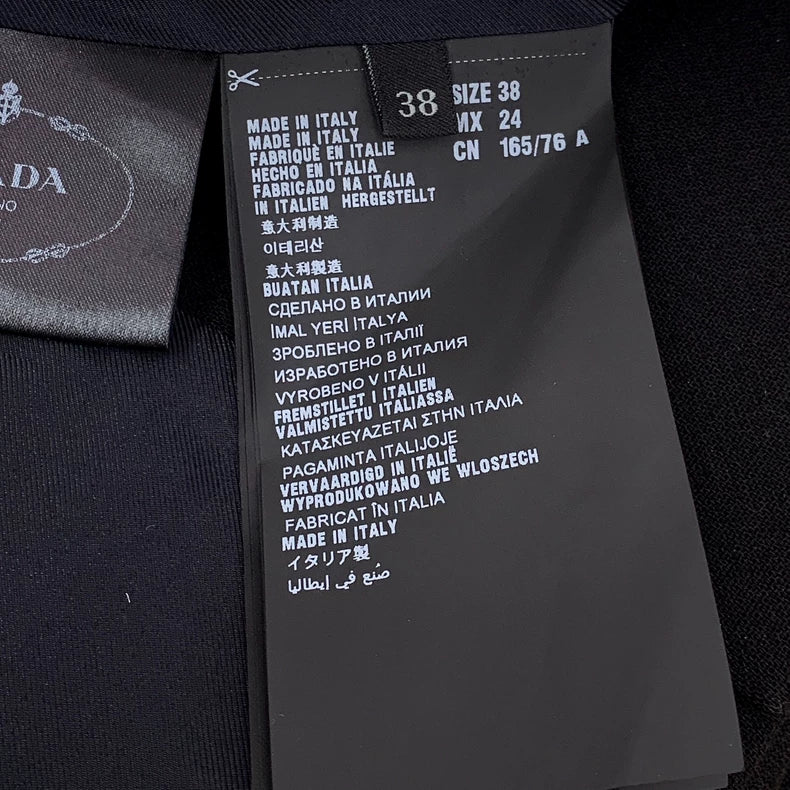 ADA
NO
38
SIZE 38
MX 24
CN 165/76 A
MADE IN ITALY
MADE IN ITALY
FABRIQUÈ EN ITALIE
HECHO EN ITALIA
FABRICADO NA ITÁLIA
IN ITALIEN HERGESTELLT
意大利制造
이테리산
意大利製造
BUATAN ITALIA
СДЕЛАНО В ИТАЛИИ
İMAL YERİ İTALYA
ЗРОБЛЕНО В ІТАЛІЇ
ИЗРАБОТЕНО В ИТАЛИЯ
VYROBENO V ITÁLII
FREMSTILLET I ITALIEN
VALMISTETTU ITALIASSA
ΚΑΤΑΣΚΕΥΑΖΕΤΑΙ ΣΤΗΝ ΙΤΑΛΙΑ
PAGAMINTA ITALIJOJE
VERVAARDIGD IN ITALIË
WYPRODUKOWANO WE WLOSZECH
FABRICAT ÎN ITALIA
MADE IN ITALY
イタリア製
صُنع في إيطاليا